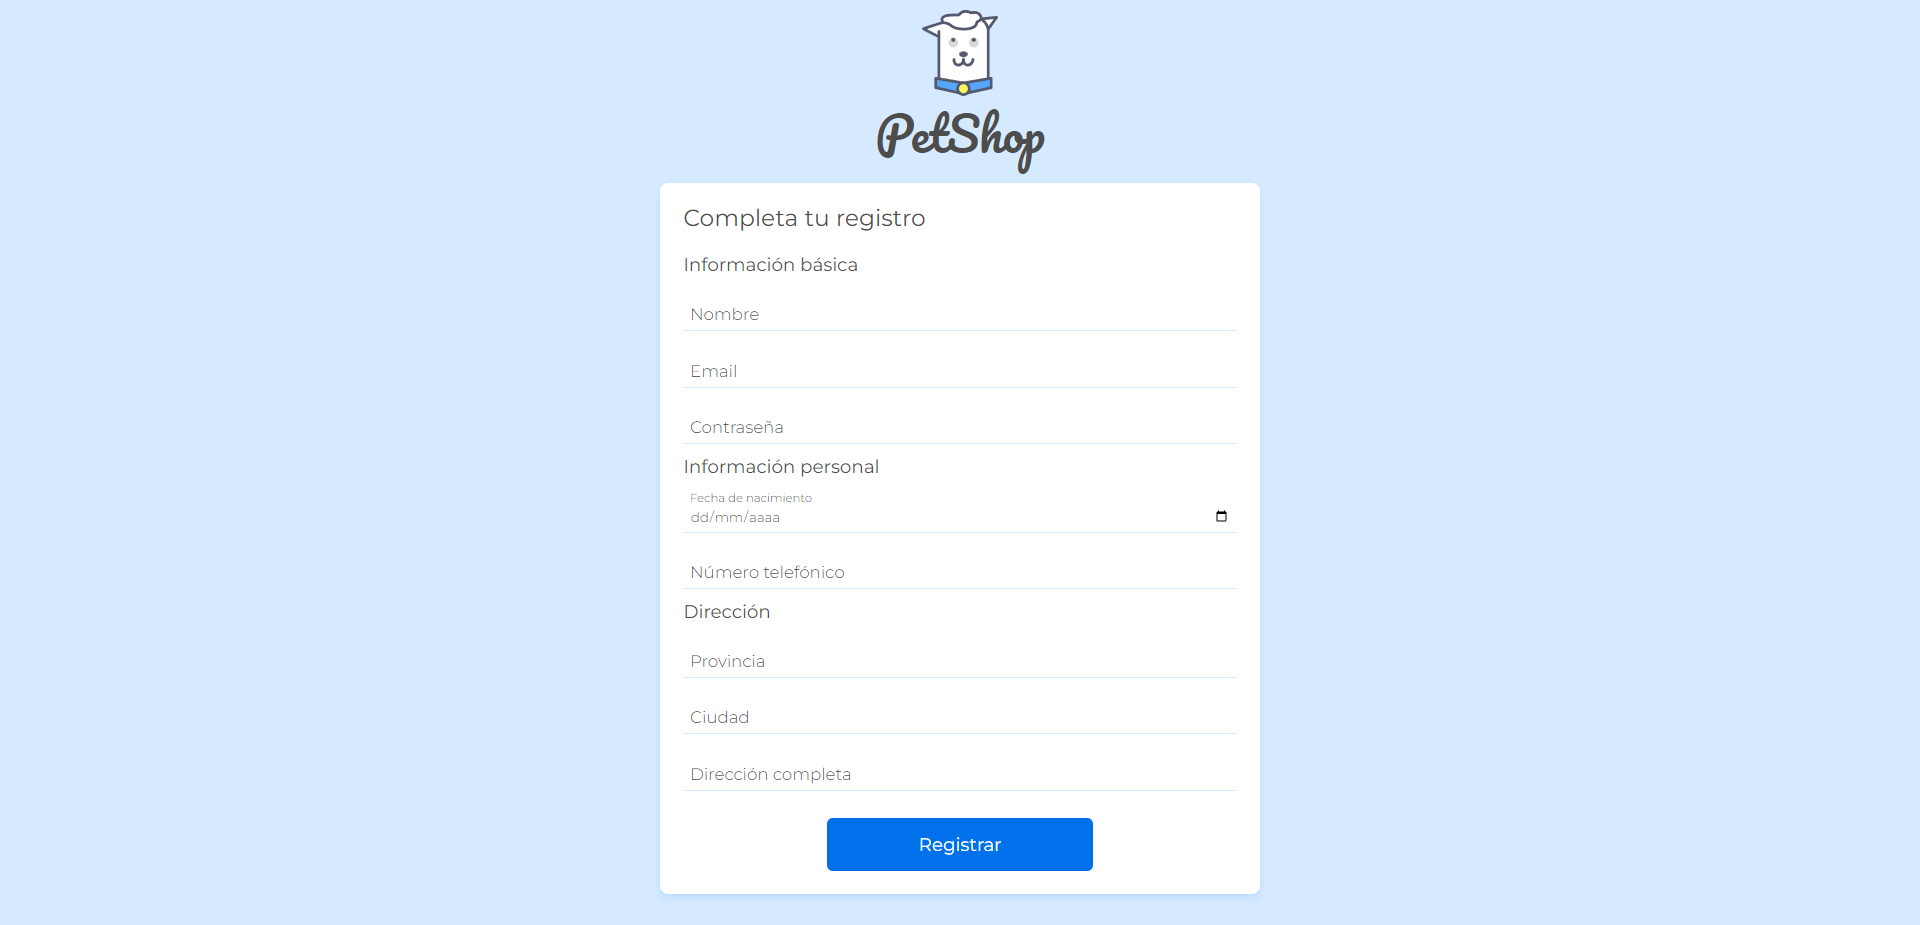 PetShop
Completa tu registro
Información básica
Nombre
Email
Contraseña
Información personal
Fecha de nacimiento
dd/mm/aaaa
Número telefónico
Dirección
Provincia
Ciudad
Dirección completa
Registrar